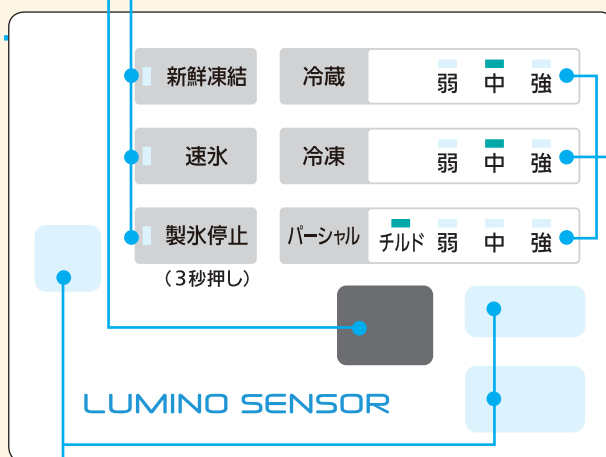 新鮮凍結 冷蔵 弱 中 強
速氷 冷凍 弱 中 強
製氷停止 パーシャル チルド 弱 中 強
(3秒押し)
LUMINO SENSOR